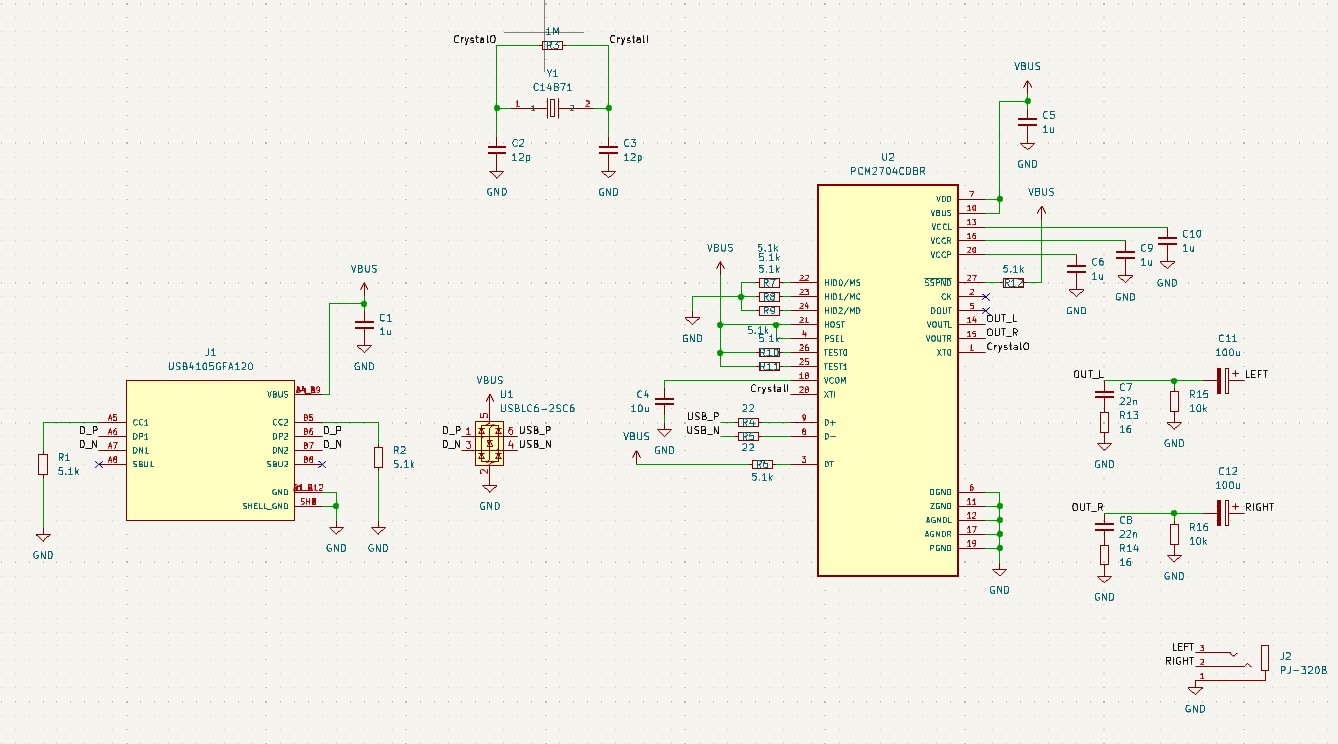 1M
CrystalO
R3
CrystalI
Y1
C14B71
1
1
2
2
C2
12p
C3
12p
GND
GND
VBUS
C5
1u
GND
U2
PCM2704CDBR
VBUS
VDD
7
VBUS
10
VCCL
13
VCCR
16
VCCP
20
C10
1u
GND
C9
1u
GND
C6
1u
GND
SSPND
27
5.1k
R12
CK
2
DOUT
5
VOUTL
14
OUT_L
VOUTR
15
OUT_R
XTO
1
CrystalO
VBUS
5.1k
5.1k
5.1k
R7
22
HID0/MS
R8
23
HID1/MC
R9
24
HID2/MD
GND
21
HOST
5.1k
4
PSEL
5.1k
R10
26
TEST0
R11
25
TEST1
18
VCOM
CrystalI
28
XTI
C4
10u
GND
22
USB_P
R4
9
D+
USB_N
R5
8
D-
22
VBUS
R6
3
DT
5.1k
DGND
6
ZGND
11
AGNDL
12
AGNDR
17
PGND
19
GND
VBUS
C1
1u
GND
J1
USB4105GFA120
VBUS
A5
CC1
CC2
B5
D_P
A6
DP1
DP2
B6
D_P
D_N
A7
DN1
DN2
B7
D_N
A8
SBU1
SBU2
B8
GND
SHELL_GND
R1
5.1k
GND
R2
5.1k
GND
GND
VBUS
U1
USBLC6-2SC6
5
D_P
1
6
USB_P
D_N
3
4
USB_N
2
GND
C11
100u
OUT_L
LEFT
C7
22n
R13
16
R15
10k
GND
GND
C12
100u
OUT_R
RIGHT
C8
22n
R14
16
R16
10k
GND
GND
LEFT
3
RIGHT
2
1
J2
PJ-320B
GND